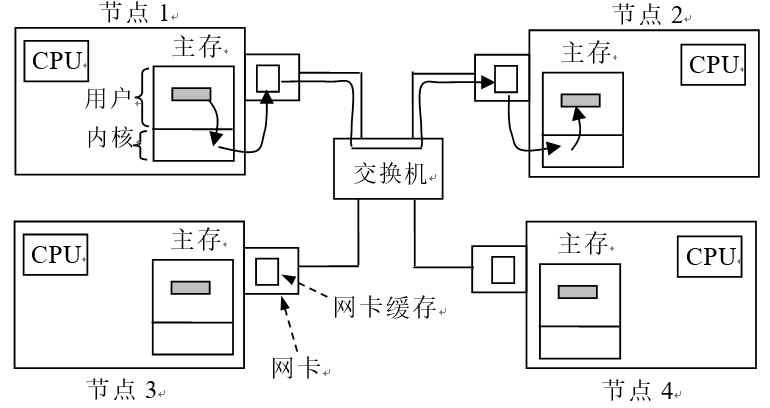 节点 1
节点 2
CPU
主存
主存
CPU
用户
内核
交换机
CPU
主存
主存
CPU
网卡缓存
网卡
节点 3
节点 4